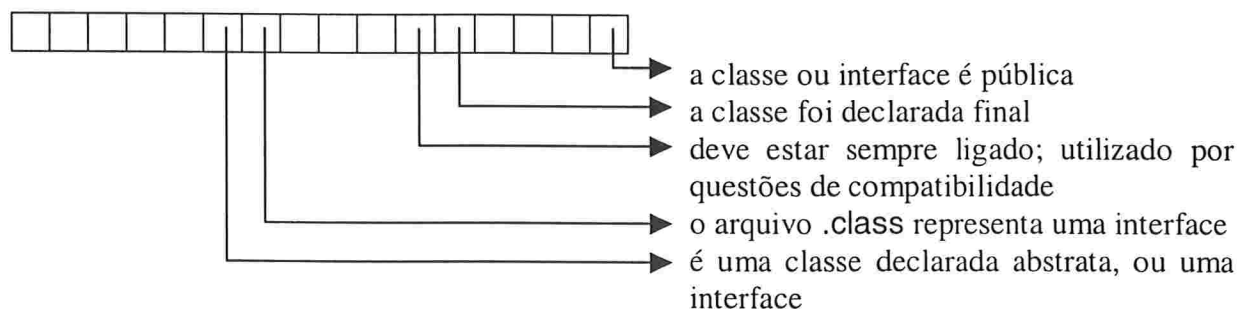 a classe ou interface é pública
a classe foi declarada final
deve estar sempre ligado; utilizado por
questões de compatibilidade
o arquivo .class representa uma interface
é uma classe declarada abstrata, ou uma
interface